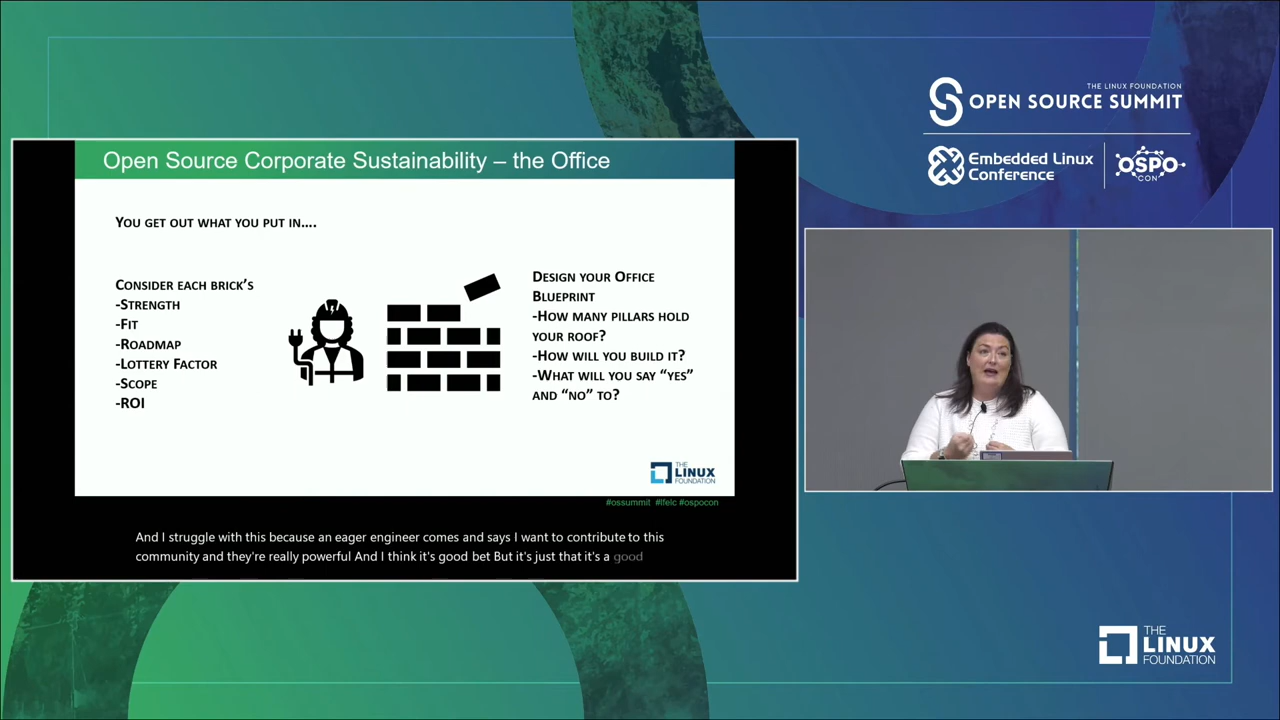 THE LINUX FOUNDATION
OPEN SOURCE SUMMIT
Embedded Linux
Conference
OSPO
CON
Open Source Corporate Sustainability – the Office
YOU GET OUT WHAT YOU PUT IN….
CONSIDER EACH BRICK'S
-STRENGTH
-FIT
-ROADMAP
-LOTTERY FACTOR
-SCOPE
-ROI
DESIGN YOUR OFFICE
BLUEPRINT
-HOW MANY PILLARS HOLD
YOUR ROOF?
-HOW WILL YOU BUILD IT?
-WHAT WILL YOU SAY “YES”
AND “NO” TO?
THE
LINUX
FOUNDATION
#ossummit #lfelc #ospocon
And I struggle with this because an eager engineer comes and says I want to contribute to this
community and they're really powerful And I think it's good bet But it's just that it's a good
THE
LINUX
FOUNDATION